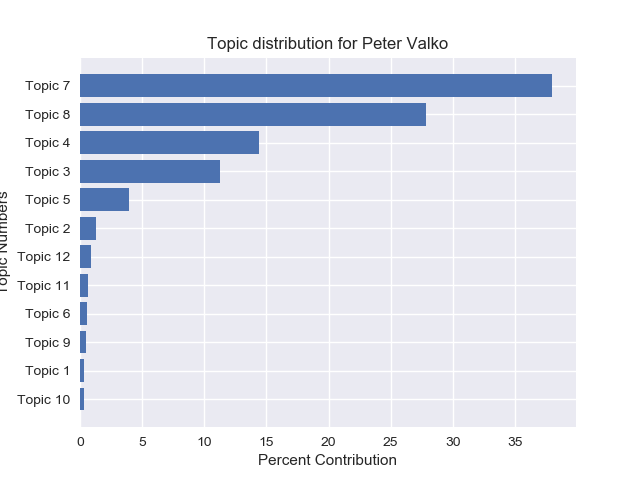 Topic distribution for Peter Valko
Topic 7
Topic 8
Topic 4
Topic 3
Topic 5
Topic 2
Topic 12
Topic 11
Topic 6
Topic 9
Topic 1
Topic 10
Topic Numbers
0 5 10 15 20 25 30 35
Percent Contribution